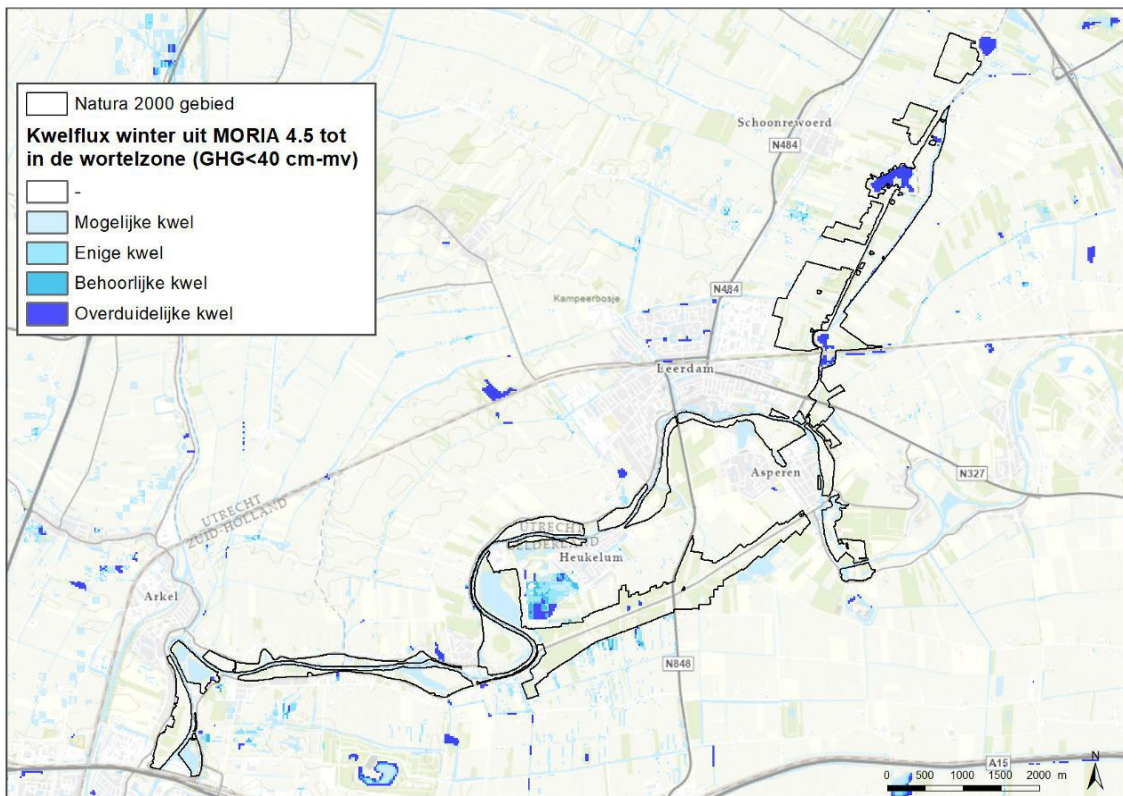 Natura 2000 gebied
Kwelflux winter uit MORIA 4.5 tot
in de wortelzone (GHG<40 cm-mv)
-
Mogelijke kwel
Enige kwel
Behoorlijke kwel
Overduidelijke kwel
Schoonrewoerd
N484
N484
Kampeerbosje
Leerdam
N327
Asperen
UTRECHT
ZUID-HOLLAND
UTRECHT
GELDERLAND
Heukelum
Arkel
N848
A15
N
0 500 1000 1500 2000 m